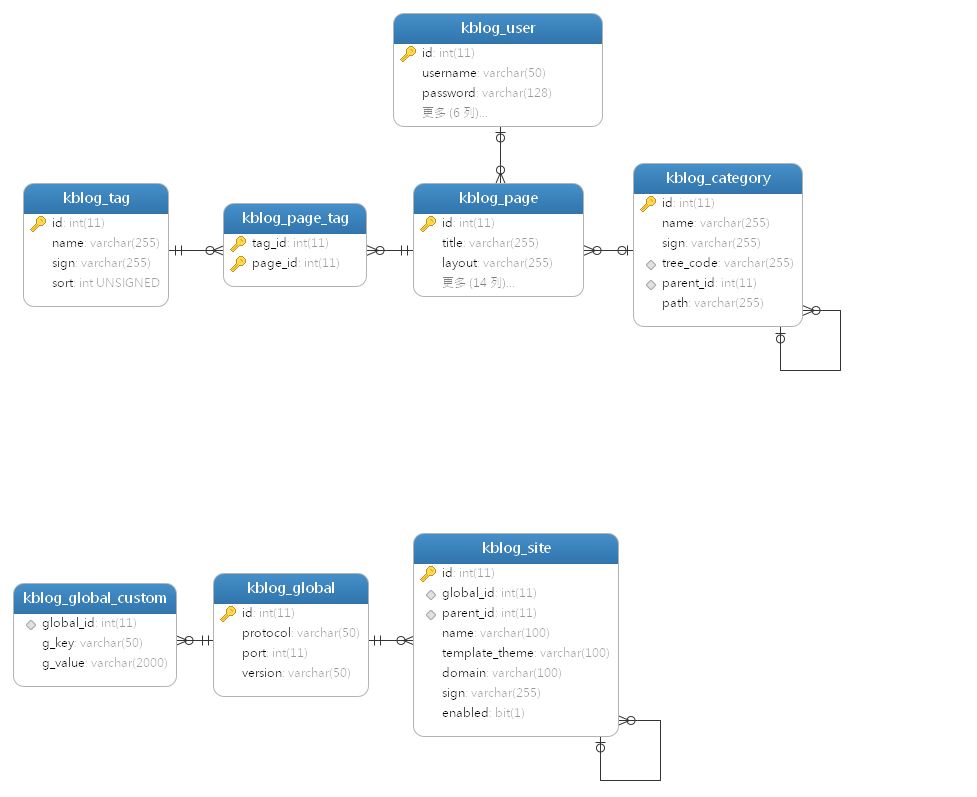 kblog_user
id: int(11)
username: varchar(50)
password: varchar(128)
更多 (6 列)...
kblog_tag
id: int(11)
name: varchar(255)
sign: varchar(255)
sort: int UNSIGNED
kblog_page_tag
tag_id: int(11)
page_id: int(11)
kblog_page
id: int(11)
title: varchar(255)
layout: varchar(255)
更多 (14 列)...
kblog_category
id: int(11)
name: varchar(255)
sign: varchar(255)
tree_code: varchar(255)
parent_id: int(11)
path: varchar(255)
kblog_global_custom
global_id: int(11)
g_key: varchar(50)
g_value: varchar(2000)
kblog_global
id: int(11)
protocol: varchar(50)
port: int(11)
version: varchar(50)
kblog_site
id: int(11)
global_id: int(11)
parent_id: int(11)
name: varchar(100)
template_theme: varchar(100)
domain: varchar(100)
sign: varchar(255)
enabled: bit(1)